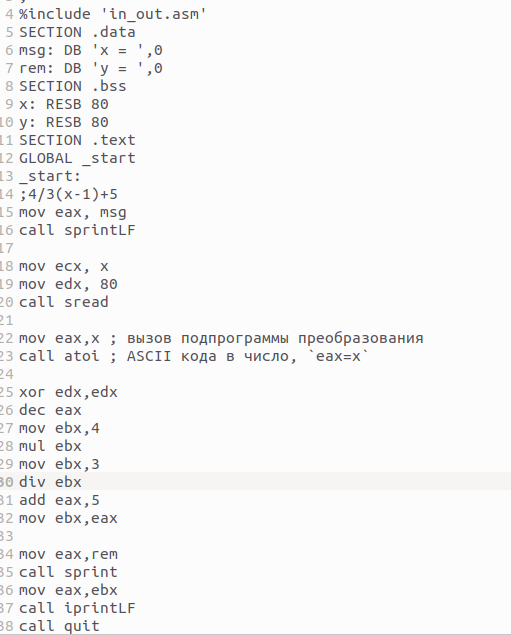 4 %include 'in_out.asm'
5 SECTION .data
6 msg: DB 'x = ',0
7 rem: DB 'y = ',0
8 SECTION .bss
9 x: RESB 80
10 y: RESB 80
11 SECTION .text
12 GLOBAL _start
13 _start:
14 ;4/3(x-1)+5
15 mov eax, msg
16 call sprintLF
17
18 mov ecx, x
19 mov edx, 80
20 call sread
21
22 mov eax,x ; вызов подпрограммы преобразования
23 call atoi ; ASCII кода в число, `eax=x`
24
25 xor edx,edx
26 dec eax
27 mov ebx,4
28 mul ebx
29 mov ebx,3
30 div ebx
31 add eax,5
32 mov ebx,eax
33
34 mov eax,rem
35 call sprint
36 mov eax,ebx
37 call iprintLF
38 call quit